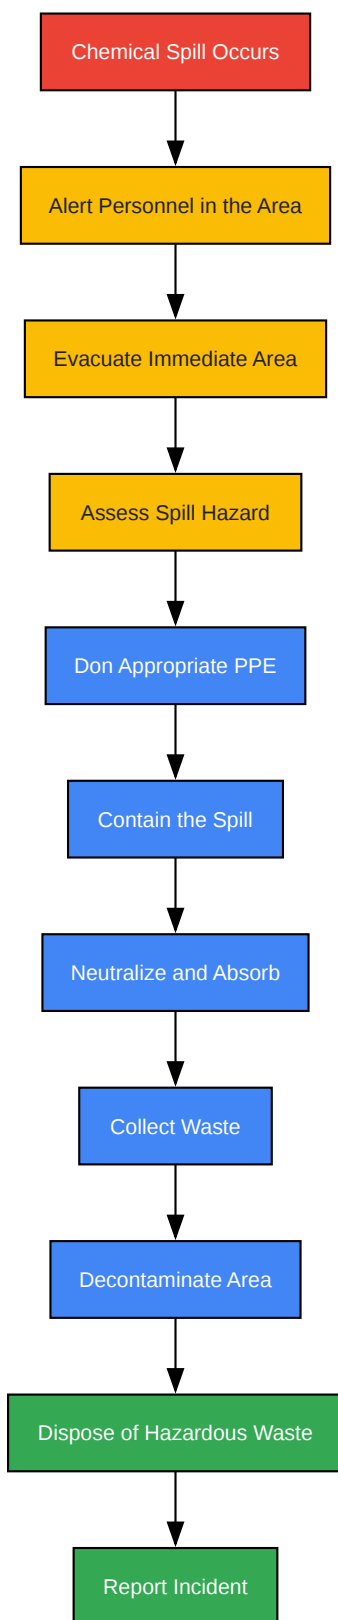 Chemical Spill Occurs
Alert Personnel in the Area
Evacuate Immediate Area
Assess Spill Hazard
Don Appropriate PPE
Contain the Spill
Neutralize and Absorb
Collect Waste
Decontaminate Area
Dispose of Hazardous Waste
Report Incident